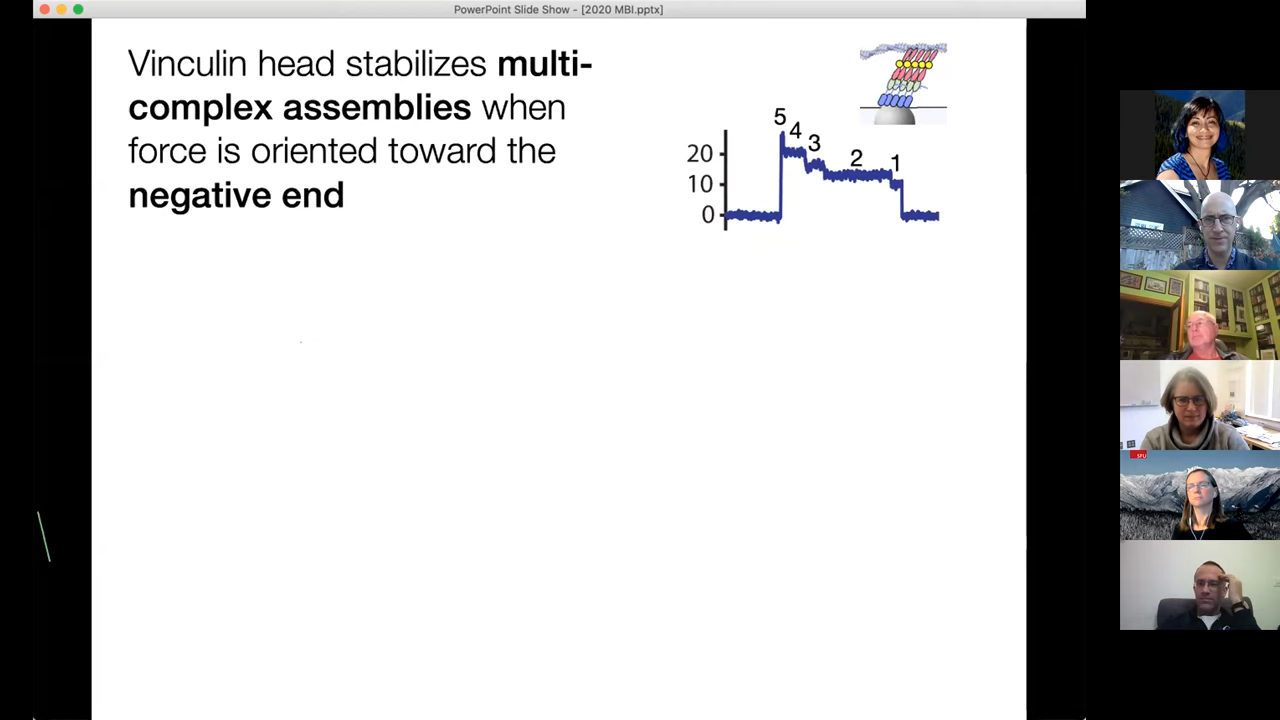 PowerPoint Slide Show - [2020 MBI.pptx]
Vinculin head stabilizes multi-
complex assemblies when
force is oriented toward the
negative end
5
4
3
2
1
20
10
0
SFU